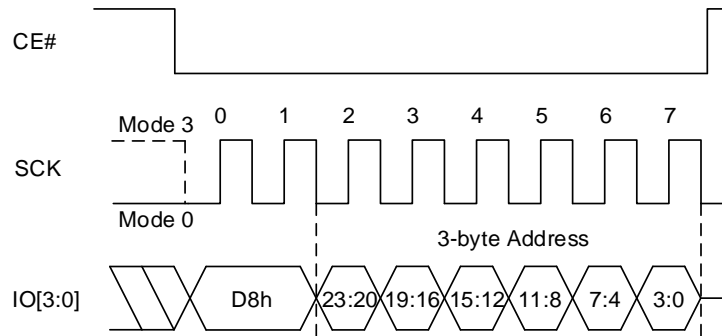 CE#
Mode 3 0 1 2 3 4 5 6 7
SCK
Mode 0
3-byte Address
IO[3:0] D8h 23:20 19:16 15:12 11:8 7:4 3:0